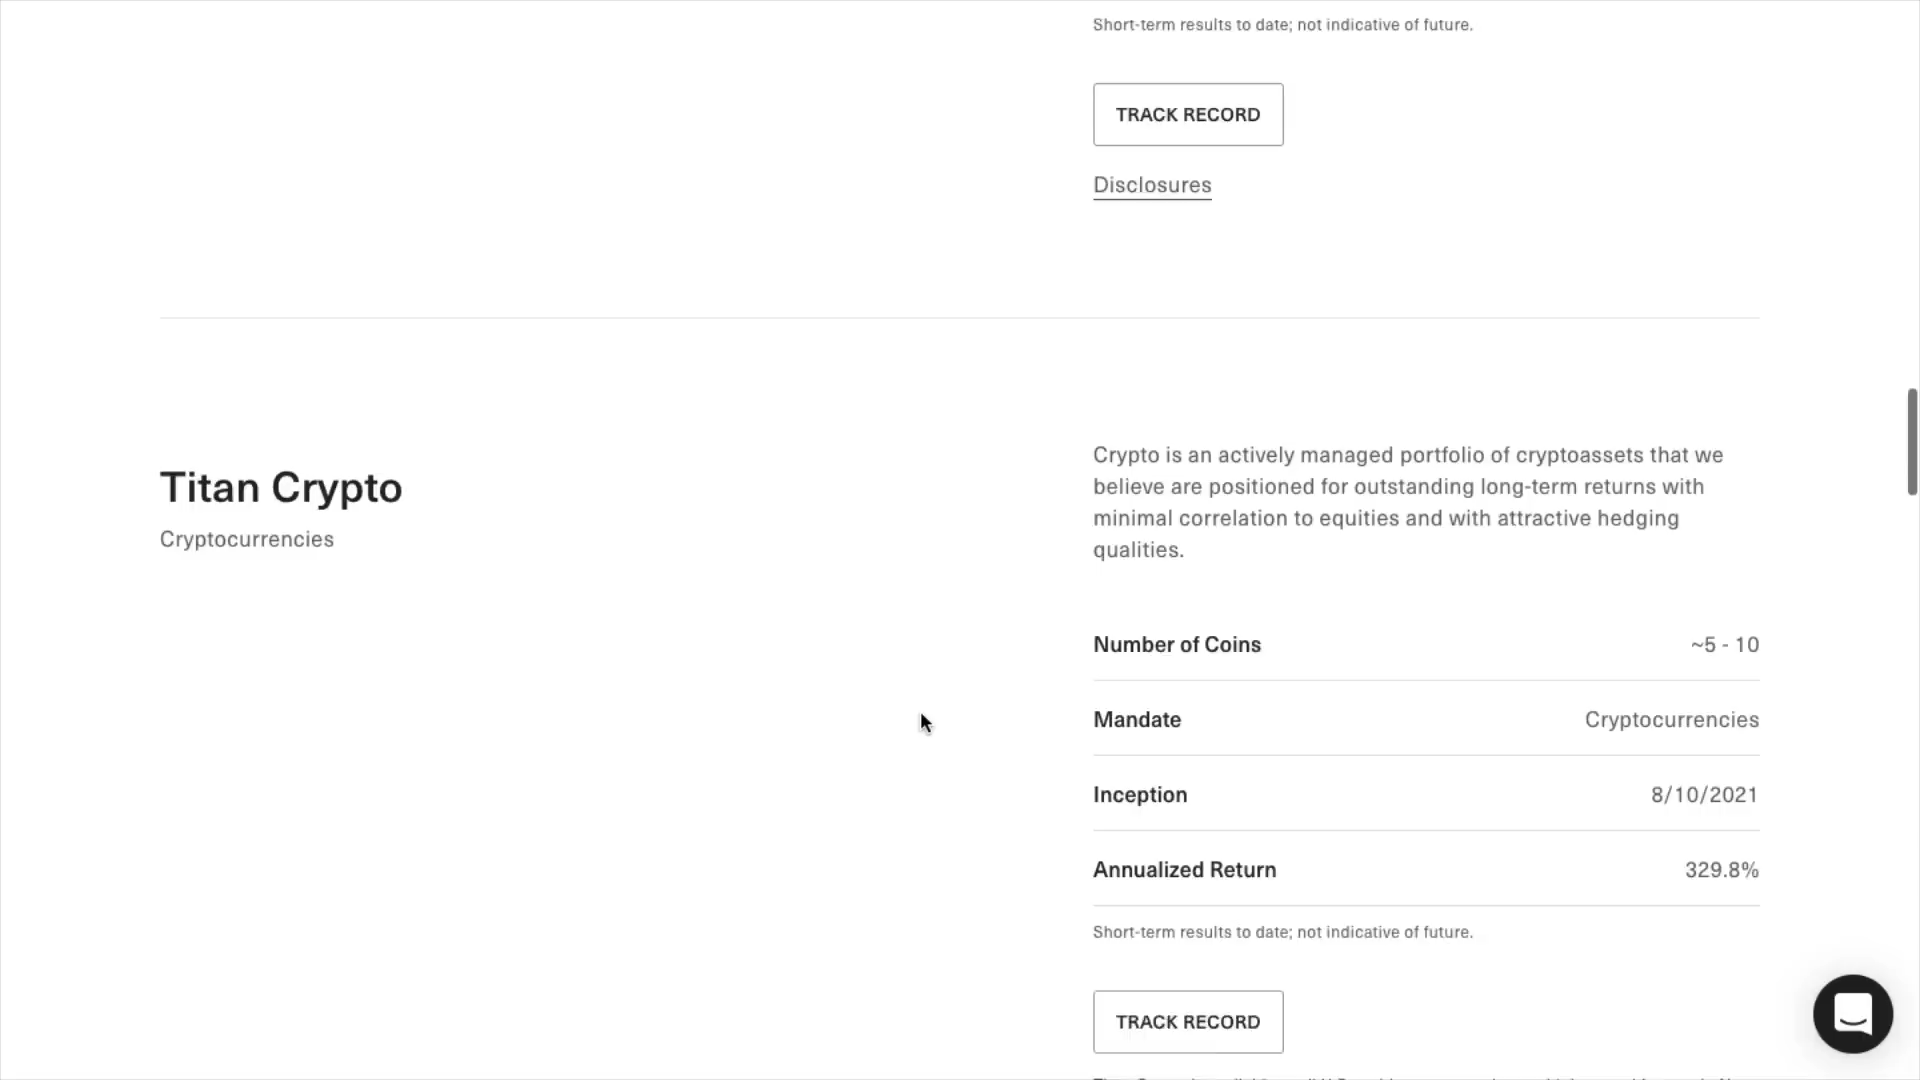 Short-term results to date; not indicative of future.
TRACK RECORD
Disclosures
Titan Crypto
Cryptocurrencies
Crypto is an actively managed portfolio of cryptoassets that we
believe are positioned for outstanding long-term returns with
minimal correlation to equities and with attractive hedging
qualities.
Number of Coins ~5 - 10
Mandate Cryptocurrencies
Inception 8/10/2021
Annualized Return 329.8%
Short-term results to date; not indicative of future.
TRACK RECORD